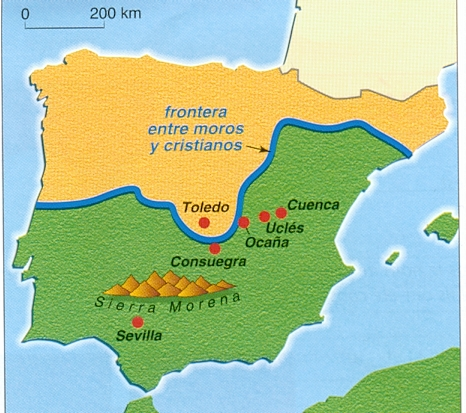 0 200 km
frontera
entre moros
y cristianos
Toledo
Cuenca
Uclés
Ocaña
Consuegra
Sierra Morena
Sevilla